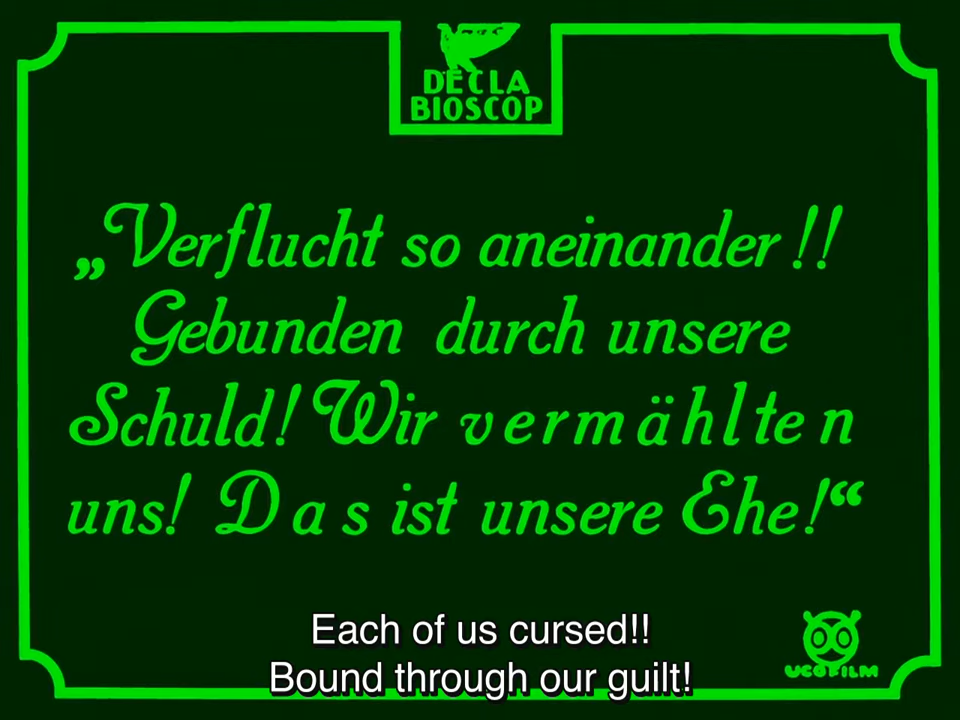 DECLA
BIOSCOP
„Verflucht so aneinander!!
Gebunden durch unsere
Schuld! Wir vermählten
uns! Das ist unsere Ehe!“
UCOFILM
Each of us cursed!!
Bound through our guilt!